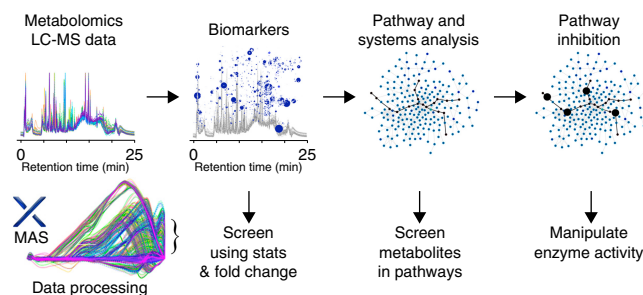 Metabolomics
LC-MS data
Biomarkers
Pathway and
systems analysis
Pathway
inhibition
0
25
Retention time (min)
0
25
Retention time (min)
X
MAS
Data processing
}
Screen
using stats
& fold change
Screen
metabolites
in pathways
Manipulate
enzyme activity